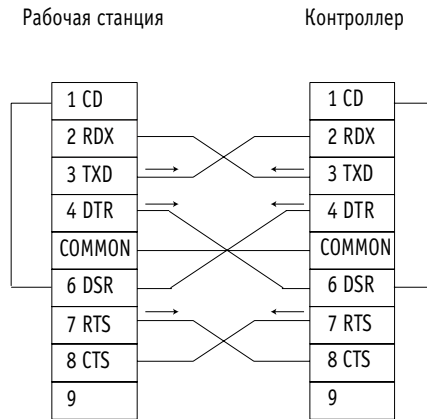 Рабочая станция
Контроллер
1 CD
2 RDX
3 TXD
4 DTR
COMMON
6 DSR
7 RTS
8 CTS
9
1 CD
2 RDX
3 TXD
4 DTR
COMMON
6 DSR
7 RTS
8 CTS
9